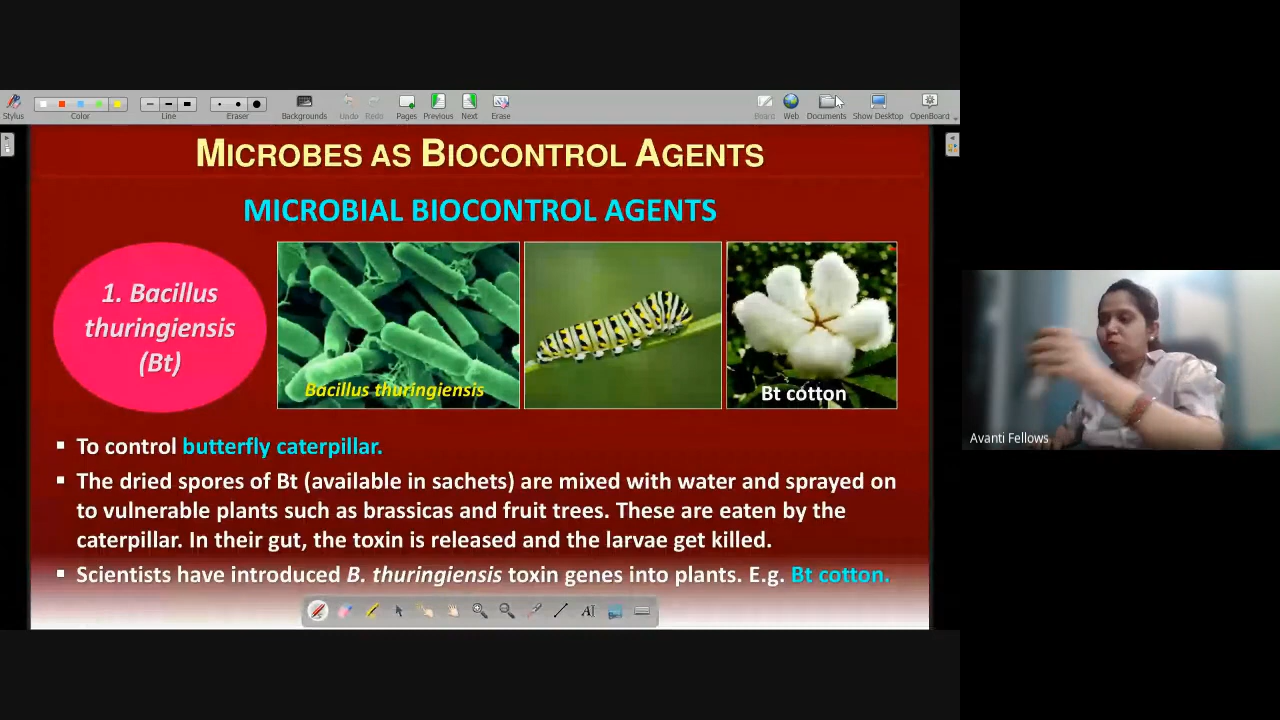 Stylus
Color
Line
Eraser
Backgrounds
Undo
Redo
Pages
Previous
Next
Erase
Board
Web
Documents
Show Desktop
OpenBoard
MICROBES AS BIOCONTROL AGENTS
MICROBIAL BIOCONTROL AGENTS
1. Bacillus
thuringiensis
(Bt)
Bacillus thuringiensis
Bt cotton
▪ To control butterfly caterpillar.
▪ The dried spores of Bt (available in sachets) are mixed with water and sprayed on
to vulnerable plants such as brassicas and fruit trees. These are eaten by the
caterpillar. In their gut, the toxin is released and the larvae get killed.
▪ Scientists have introduced B. thuringiensis toxin genes into plants. E.g. Bt cotton.
AI
Avanti Fellows